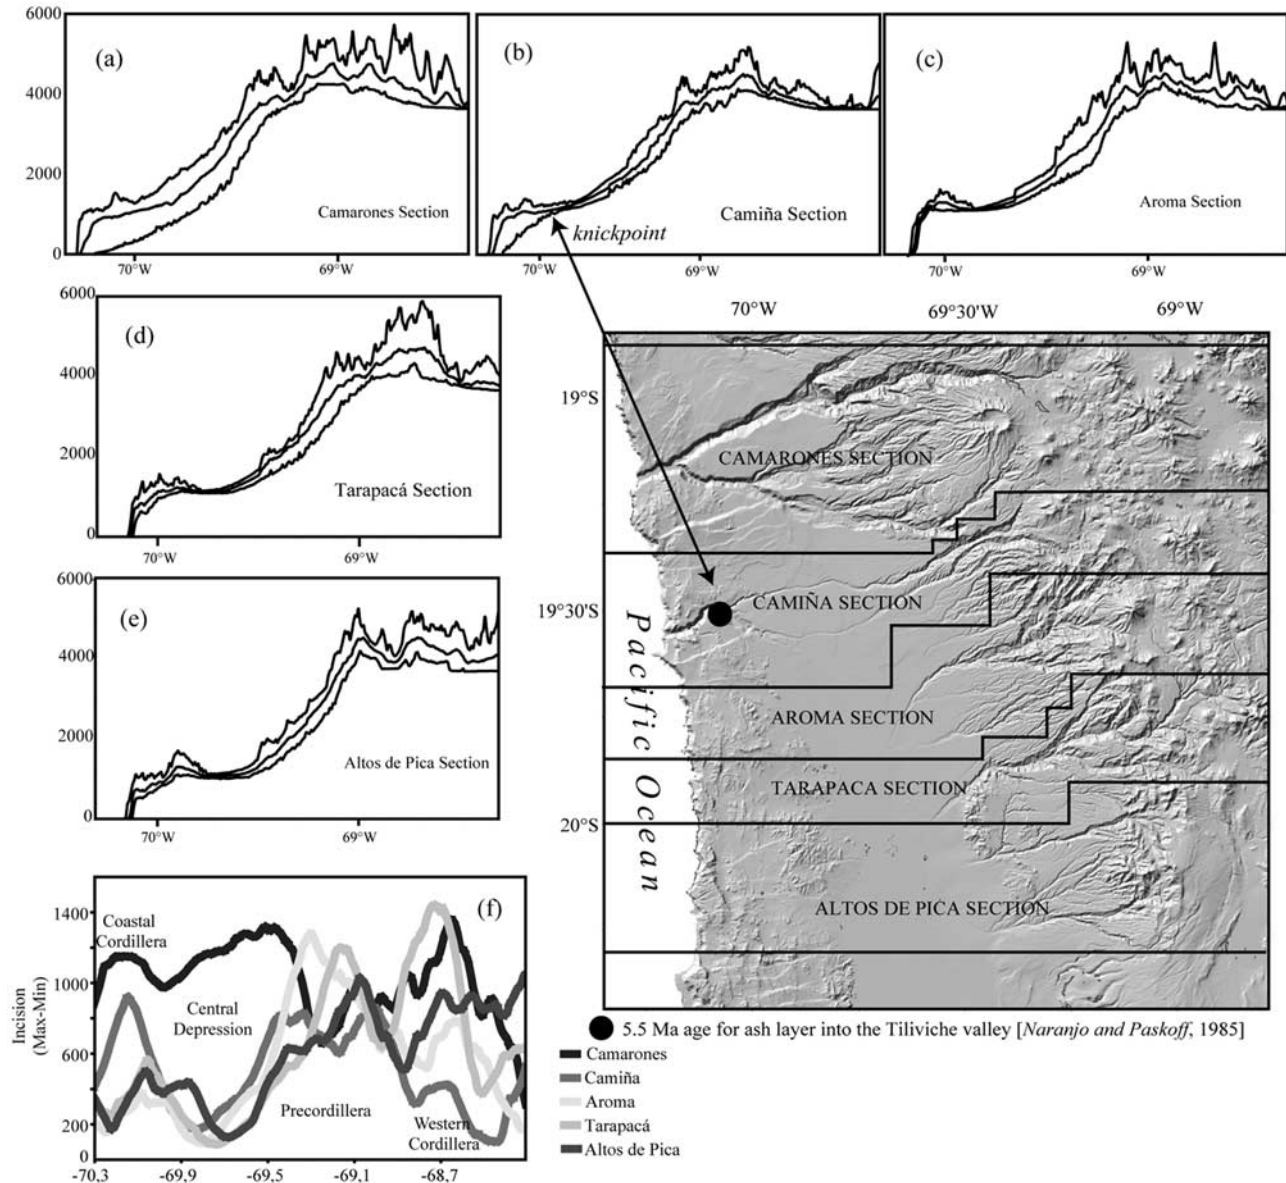 6000
4000
2000
0
(a)
Camarones Section
70°W
69°W
(b)
Camiña Section
knickpoint
70°W
69°W
(c)
Aroma Section
70°W
69°W
6000
4000
2000
0
(d)
Tarapacá Section
70°W
69°W
6000
4000
2000
0
(e)
Altos de Pica Section
70°W
69°W
70°W
69°30'W
69°W
19°S
19°30'S
20°S
CAMARONES SECTION
CAMIÑA SECTION
AROMA SECTION
TARAPACA SECTION
ALTOS DE PICA SECTION
Pacific Ocean
(f)
Incision
(Max-Min)
1400
1000
600
200
0
Coastal
Cordillera
Central
Depression
Precordillera
Western
Cordillera
-70,3
-69,9
-69,5
-69,1
-68,7
5.5 Ma age for ash layer into the Tiliviche valley [Naranjo and Paskoff, 1985]
Camarones
Camiña
Aroma
Tarapacá
Altos de Pica